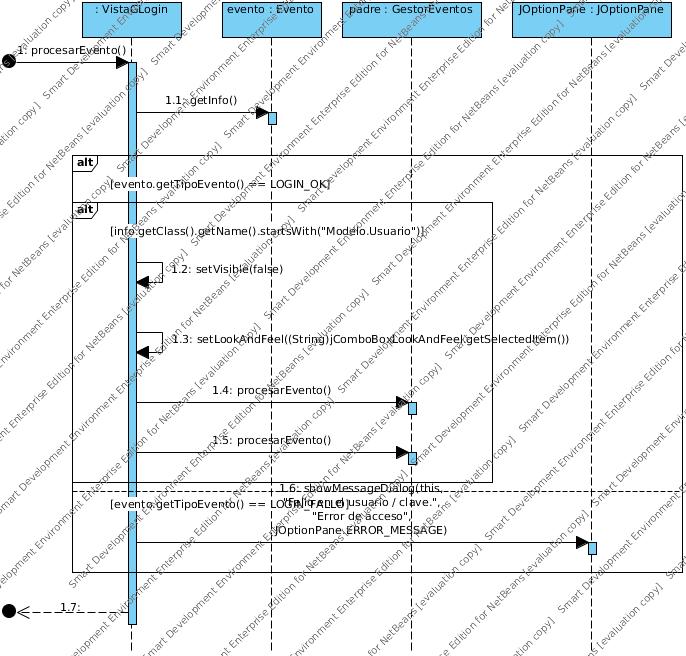 : VistaGLogin
evento : Evento
padre : GestorEventos
JOptionPane : JOptionPane
1: procesarEvento()
1.1: getInfo()
alt
[evento.getTipoEvento() == LOGIN_OK]
alt
[info.getClass().getName().startsWith("Modelo.Usuario")]
1.2: setVisible(false)
1.3: setLookAndFeel((String)jComboBoxLookAndFeel.getSelectedItem())
1.4: procesarEvento()
1.5: procesarEvento()
1.6: showMessageDialog(this,
[evento.getTipoEvento() == LOGIN_FALLO]
el usuario / clave.",
"Error de acceso",
JOptionPane.ERROR_MESSAGE)
1.7:
Smart Development Environment Enterprise Edition for NetBeans [evaluation copy]